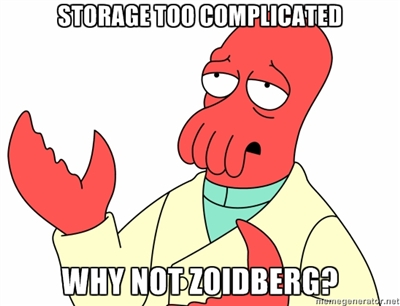 STORAGE TOO COMPLICATED
WHY NOT ZOIDBERG?
memegenerator.net